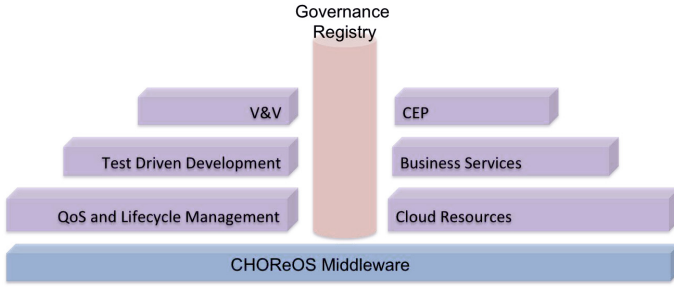 Governance
Registry
V&V
CEP
Test Driven Development
Business Services
QoS and Lifecycle Management
Cloud Resources
CHOReOS Middleware